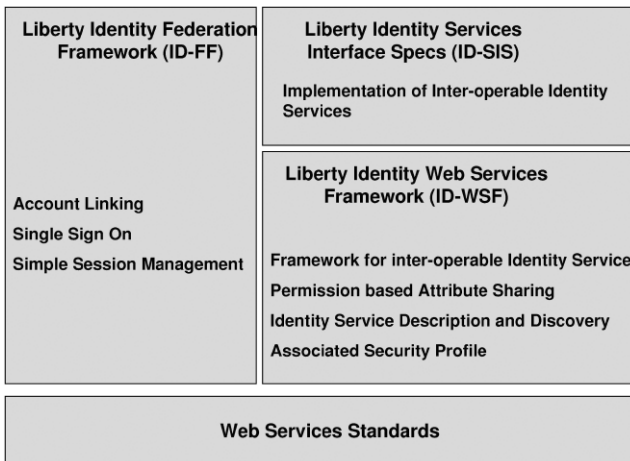 Liberty Identity Federation
Framework (ID-FF)
Account Linking
Single Sign On
Simple Session Management
Liberty Identity Services
Interface Specs (ID-SIS)
Implementation of Inter-operable Identity
Services
Liberty Identity Web Services
Framework (ID-WSF)
Framework for inter-operable Identity Service
Permission based Attribute Sharing
Identity Service Description and Discovery
Associated Security Profile
Web Services Standards